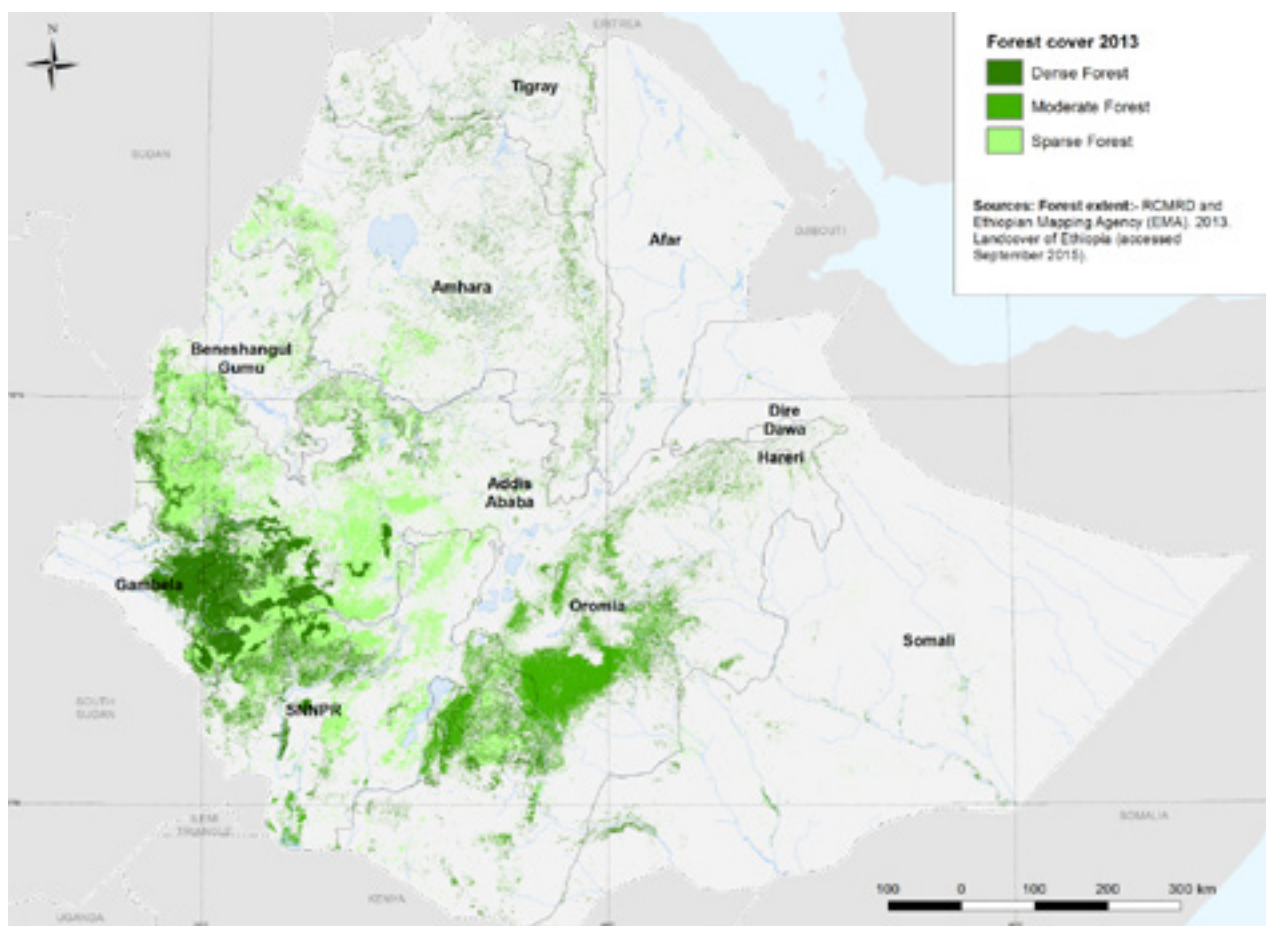 N
ERITREA
Forest cover 2013
Dense Forest
Moderate Forest
Sparse Forest
Tigray
SUDAN
Sources: Forest extent:- RCMRD and
Ethiopian Mapping Agency (EMA). 2013.
Landcover of Ethiopia (accessed
September 2015).
Afar
DJIBOUTI
Amhara
Beneshangul
Gumu
Dire
Dawa
Hareri
Addis
Ababa
Gambela
Oromia
Somali
SOUTH
SUDAN
SNNPR
ILEMI
TRIANGLE
SOMALIA
KENYA
UGANDA
100 0 100 200 300 km